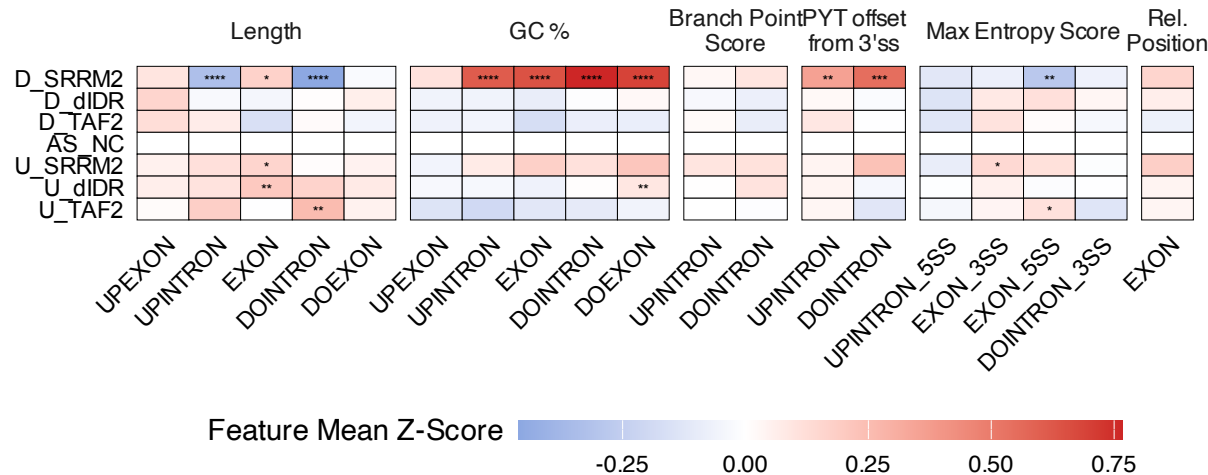 Length
GC %
Branch Point
Score
PYT offset
from 3'ss
Max Entropy Score
Rel.
Position
D_SRRM2
**** * ****
**** **** **** ****
** ***
**
D_dIDR
D_TAF2
AS_NC
U_SRRM2
*
*
U_dIDR
**
**
U_TAF2
**
*
UPEXON
UPINTRON
EXON
DOINTRON
DOEXON
UPEXON
UPINTRON
EXON
DOINTRON
DOEXON
UPINTRON
DOINTRON
UPINTRON
DOINTRON
UPINTRON_5SS
EXON_3SS
EXON_5SS
DOINTRON_3SS
EXON
Feature Mean Z-Score
-0.25 0.00 0.25 0.50 0.75